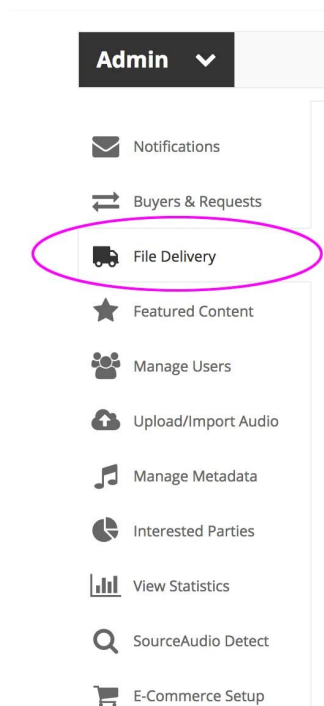 Admin
Notifications
Buyers & Requests
File Delivery
Featured Content
Manage Users
Upload/Import Audio
Manage Metadata
Interested Parties
View Statistics
SourceAudio Detect
E-Commerce Setup